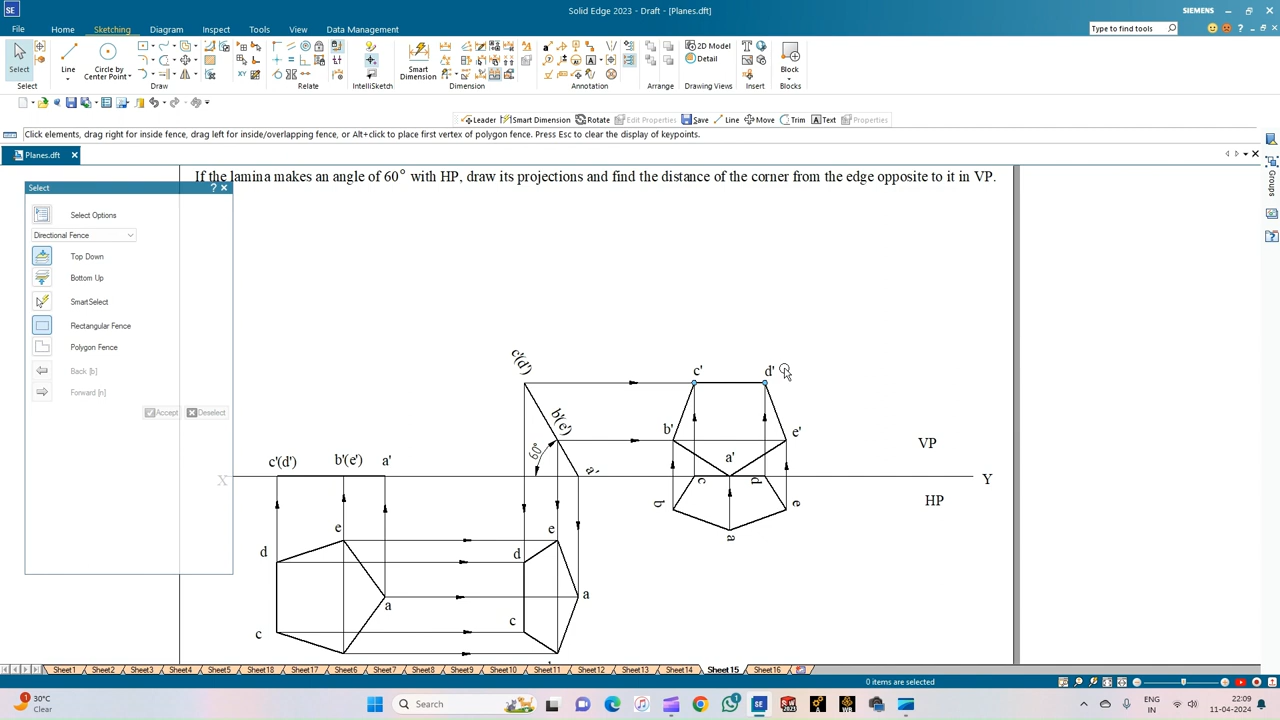 SE
Solid Edge 2023 - Draft - [Planes.dft]
SIEMENS
File Home Sketching Inspect Tools View Data Management
Type to find tools
Select
Line
Circle by Center Point
Smart Dimension
2D Model
Detail
Block
Select Draw Relate IntelliSketch Dimension Annotation Arrange Drawing Views Insert Blocks
Leader Smart Dimension Rotate Edit Properties Save Line Move Trim Text Properties
Click elements, drag right for inside fence, drag left for inside/overlapping fence, or Alt+click to place first vertex of polygon fence. Press Esc to clear the display of keypoints.
Planes.dft
Groups
If the lamina makes an angle of 60° with HP, draw its projections and find the distance of the corner from the edge opposite to it in VP.
Select
Select Options
Directional Fence
Top Down
Bottom Up
SmartSelect
Rectangular Fence
Polygon Fence
Back [b]
Forward [n]
Accept Deselect
c'(d') c' d'
b'(e') b' e'
VP
60°
c'(d') b'(e') a' a' a'
X c d Y
HP
b e
e e a
d d
a a
c c
Sheet1 Sheet2 Sheet3 Sheet4 Sheet5 Sheet18 Sheet17 Sheet6 Sheet7 Sheet8 Sheet9 Sheet10 Sheet11 Sheet12 Sheet13 Sheet14 Sheet15 Sheet16
0 items are selected
30°C
Clear
Search
ENG
IN
22:09
11-04-2024